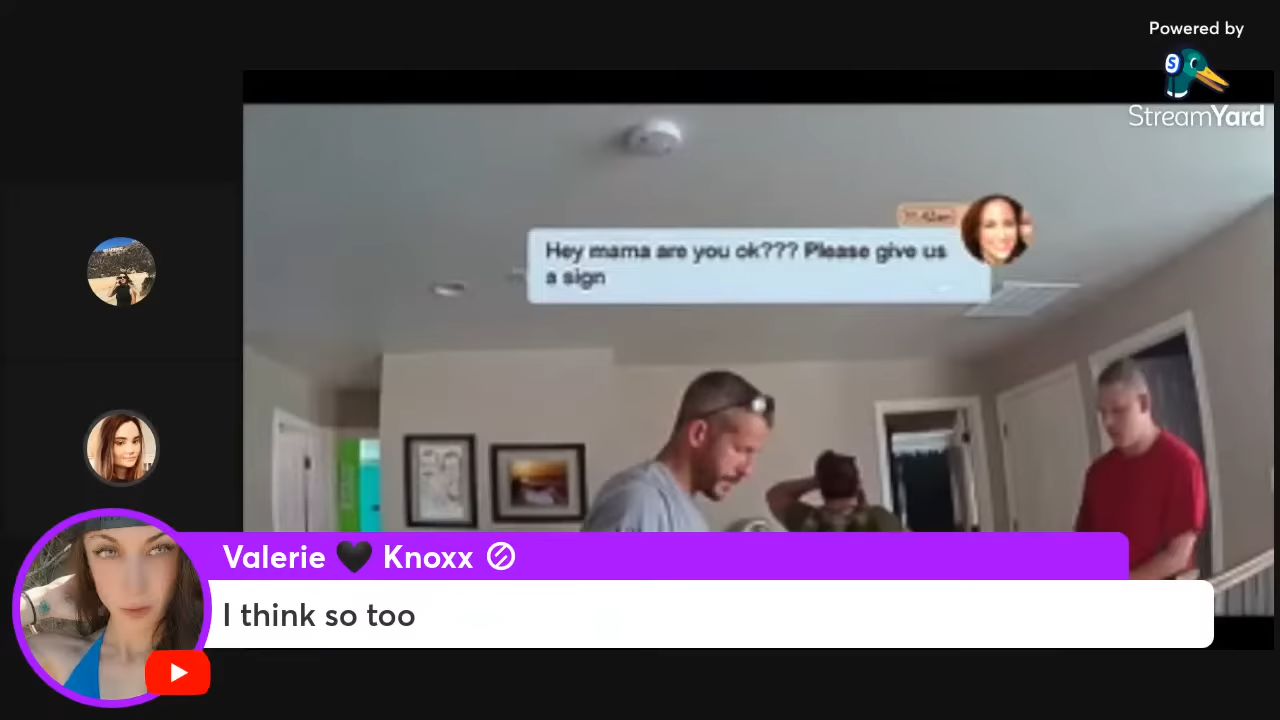 Powered by
StreamYard
Hey mama are you ok??? Please give us
a sign
Valerie 🖤 Knoxx
I think so too